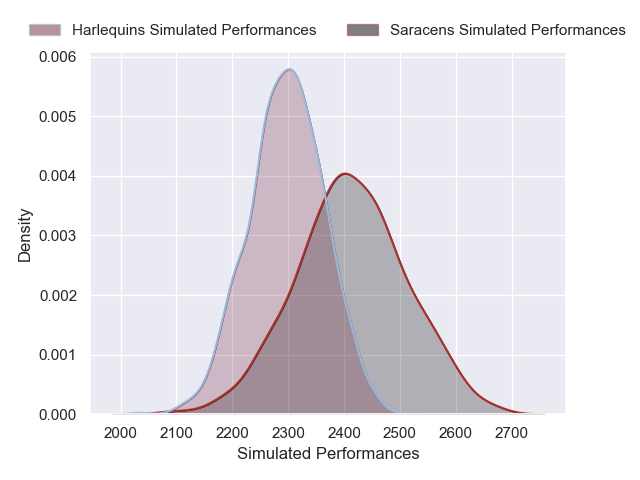 Harlequins Simulated Performances Saracens Simulated Performances
0.006
0.005
0.004
0.003
0.002
0.001
0.000
Density
2000 2100 2200 2300 2400 2500 2600 2700
Simulated Performances